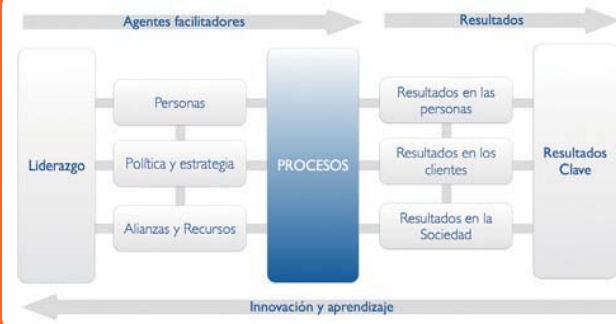 Agentes facilitadores
Resultados
Liderazgo
Personas
Política y estrategia
Alianzas y Recursos
PROCESOS
Resultados en las
personas
Resultados en los
clientes
Resultados en la
Sociedad
Resultados
Clave
Innovación y aprendizaje